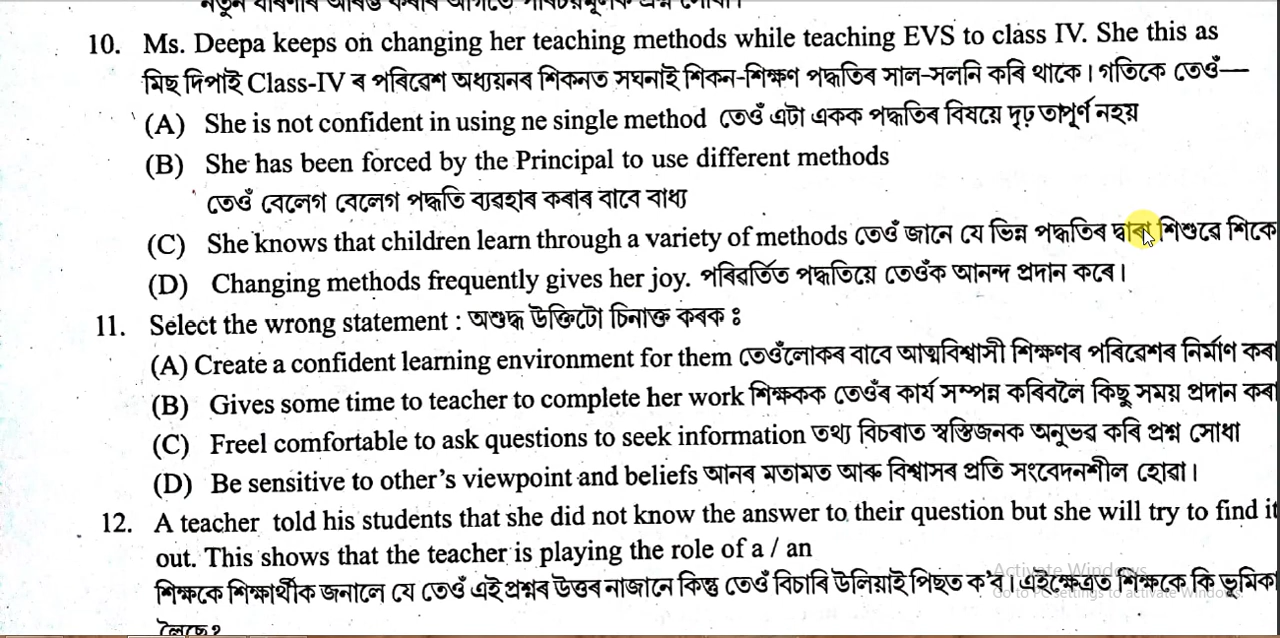 নতুন ধাৰণাৰ আৰম্ভ কৰাৰ আগতে পৰিচয়মূলক প্ৰশ্ন সোধা।
10. Ms. Deepa keeps on changing her teaching methods while teaching EVS to class IV. She this as
মিছ দিপাই Class-IV ৰ পৰিৱেশ অধ্যয়নৰ শিকনত সঘনাই শিকন-শিক্ষণ পদ্ধতিৰ সাল-সলনি কৰি থাকে। গতিকে তেওঁ—
(A) She is not confident in using ne single method তেওঁ এটা একক পদ্ধতিৰ বিষয়ে দৃঢ়তাপূৰ্ণ নহয়
(B) She has been forced by the Principal to use different methods
তেওঁ বেলেগ বেলেগ পদ্ধতি ব্যৱহাৰ কৰাৰ বাবে বাধ্য
(C) She knows that children learn through a variety of methods তেওঁ জানে যে ভিন্ন পদ্ধতিৰ দ্বাৰা শিশুৱে শিকে
(D) Changing methods frequently gives her joy. পৰিৱৰ্তিত পদ্ধতিয়ে তেওঁক আনন্দ প্ৰদান কৰে।
11. Select the wrong statement : অশুদ্ধ উক্তিটো চিনাক্ত কৰক ঃ
(A) Create a confident learning environment for them তেওঁলোকৰ বাবে আত্মবিশ্বাসী শিক্ষণৰ পৰিৱেশৰ নিৰ্মাণ কৰা
(B) Gives some time to teacher to complete her work শিক্ষকক তেওঁৰ কাৰ্য সম্পন্ন কৰিবলৈ কিছু সময় প্ৰদান কৰা
(C) Freel comfortable to ask questions to seek information তথ্য বিচৰাত স্বস্তিজনক অনুভৱ কৰি প্ৰশ্ন সোধা
(D) Be sensitive to other's viewpoint and beliefs আনৰ মতামত আৰু বিশ্বাসৰ প্ৰতি সংবেদনশীল হোৱা।
12. A teacher told his students that she did not know the answer to their question but she will try to find it
out. This shows that the teacher is playing the role of a / an
শিক্ষকে শিক্ষাৰ্থীক জনালে যে তেওঁ এই প্ৰশ্নৰ উত্তৰ নাজানে কিন্তু তেওঁ বিচাৰি উলিয়াই পিছত ক'ব। এইক্ষেত্ৰত শিক্ষকে কি ভূমিকা
লৈছে?
Activate Windows
Go to PC settings to activate Windows.